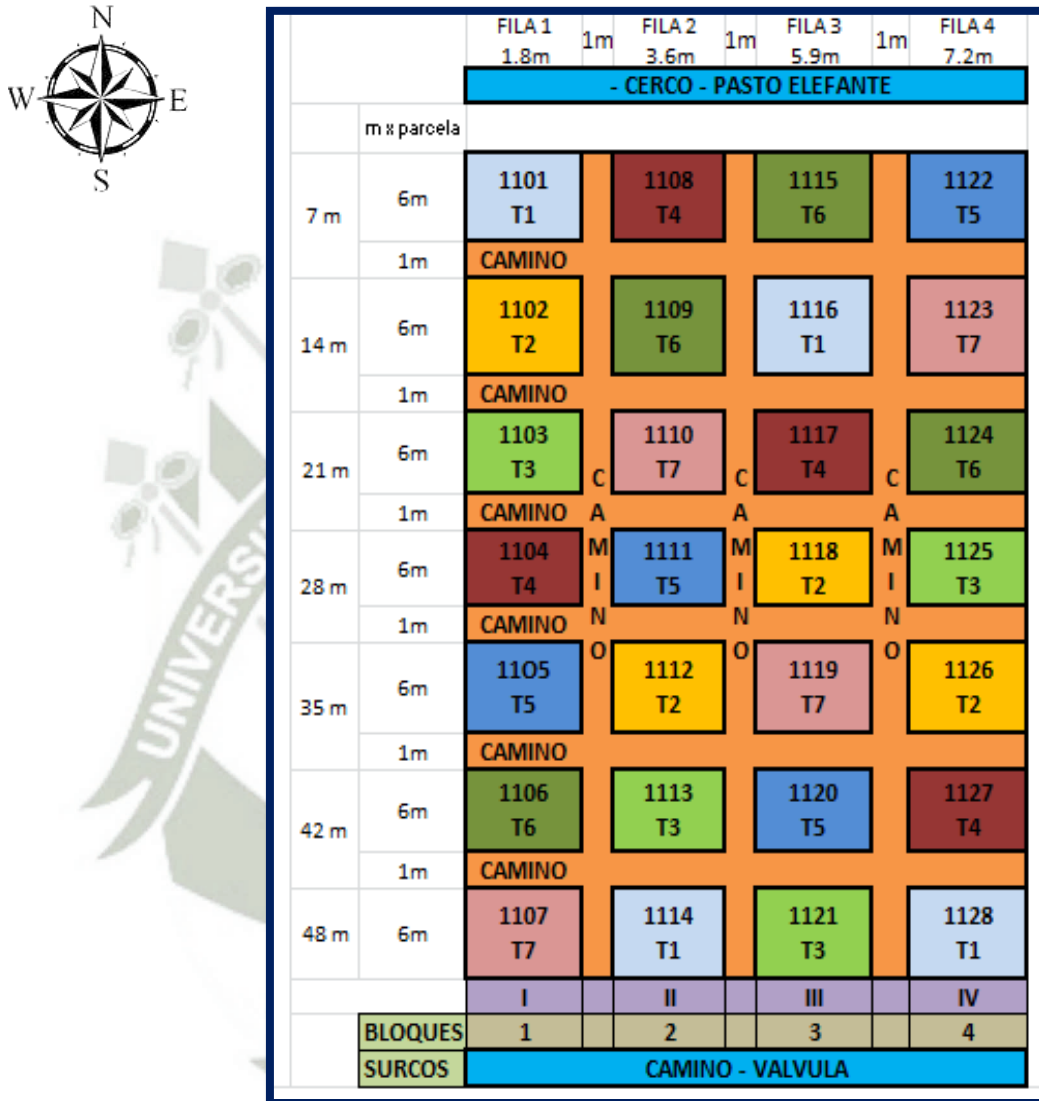 N
W E
S
FILA 1 1m FILA 2 1m FILA 3 1m FILA 4
1.8m 3.6m 5.9m 7.2m
- CERCO - PASTO ELEFANTE
m x parcela
7 m 6m 1101 1108 1115 1122
T1 T4 T6 T5
1m CAMINO
14 m 6m 1102 1109 1116 1123
T2 T6 T1 T7
1m CAMINO
21 m 6m 1103 1110 1117 1124
T3 T7 T4 T6
1m CAMINO
28 m 6m 1104 1111 1118 1125
T4 T5 T2 T3
1m CAMINO
CAMINO CAMINO CAMINO
35 m 6m 11O5 1112 1119 1126
T5 T2 T7 T2
1m CAMINO
42 m 6m 1106 1113 1120 1127
T6 T3 T5 T4
1m CAMINO
48 m 6m 1107 1114 1121 1128
T7 T1 T3 T1
I II III IV
BLOQUES 1 2 3 4
SURCOS CAMINO - VALVULA